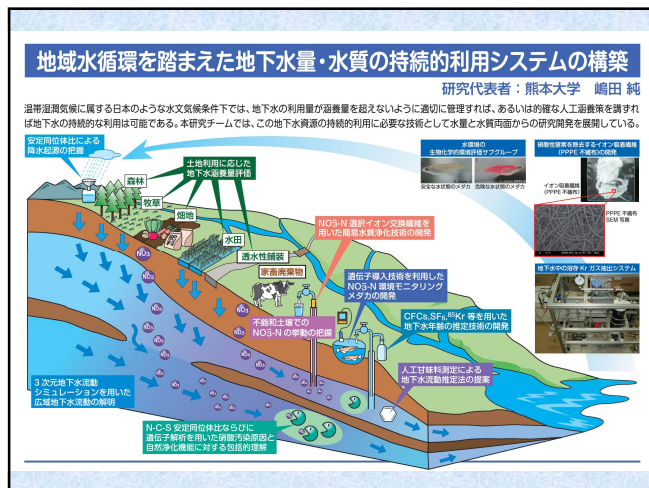 地域水循環を踏まえた地下水量・水質の持続的利用システムの構築
研究代表者：熊本大学　嶋田 純
温帯湿潤気候に属する日本のような水文気候条件下では、地下水の利用量が涵養量を超えないように適切に管理すれば、あるいは的確な人工涵養策を講ずれ
ば地下水の持続的な利用は可能である。本研究チームでは、この地下水資源の持続的利用に必要な技術として水量と水質両面からの研究開発を展開している。
安定同位体比による
降水起源の把握
土地利用に応じた
地下水涵養量評価
森林
牧草
畑地
水田
透水性舗装
家畜廃棄物
水環境の
生物化学的環境評価サブグループ
安全な水状態のメダカ
危険な水状態のメダカ
硝酸性窒素を除去するイオン吸着繊維
(PPPE 不織布)の開発
イオン吸着繊維
(PPPE 不織布)
PPPE 不織布
SEM 写真
地下水中の溶存 Kr ガス抽出システム
NO₃-N 選択イオン交換繊維を
用いた簡易水質浄化技術の開発
遺伝子導入技術を利用した
NO₃-N 環境モニタリング
メダカの開発
不飽和土壌での
NO₃-N の挙動の把握
CFCs,SF₆,⁸⁵Kr 等を用いた
地下水年齢の推定技術の開発
人工甘味料測定による
地下水流動推定法の提案
3 次元地下水流動
シミュレーションを用いた
広域地下水流動の解明
N-C-S 安定同位体比ならびに
遺伝子解析を用いた硝酸汚染原因と
自然浄化機能に対する包括的理解
NO₃
NO₃
NO₃
NO₃
NO₃
NO₃
NO₃
NO₃
NO₃
NO₃